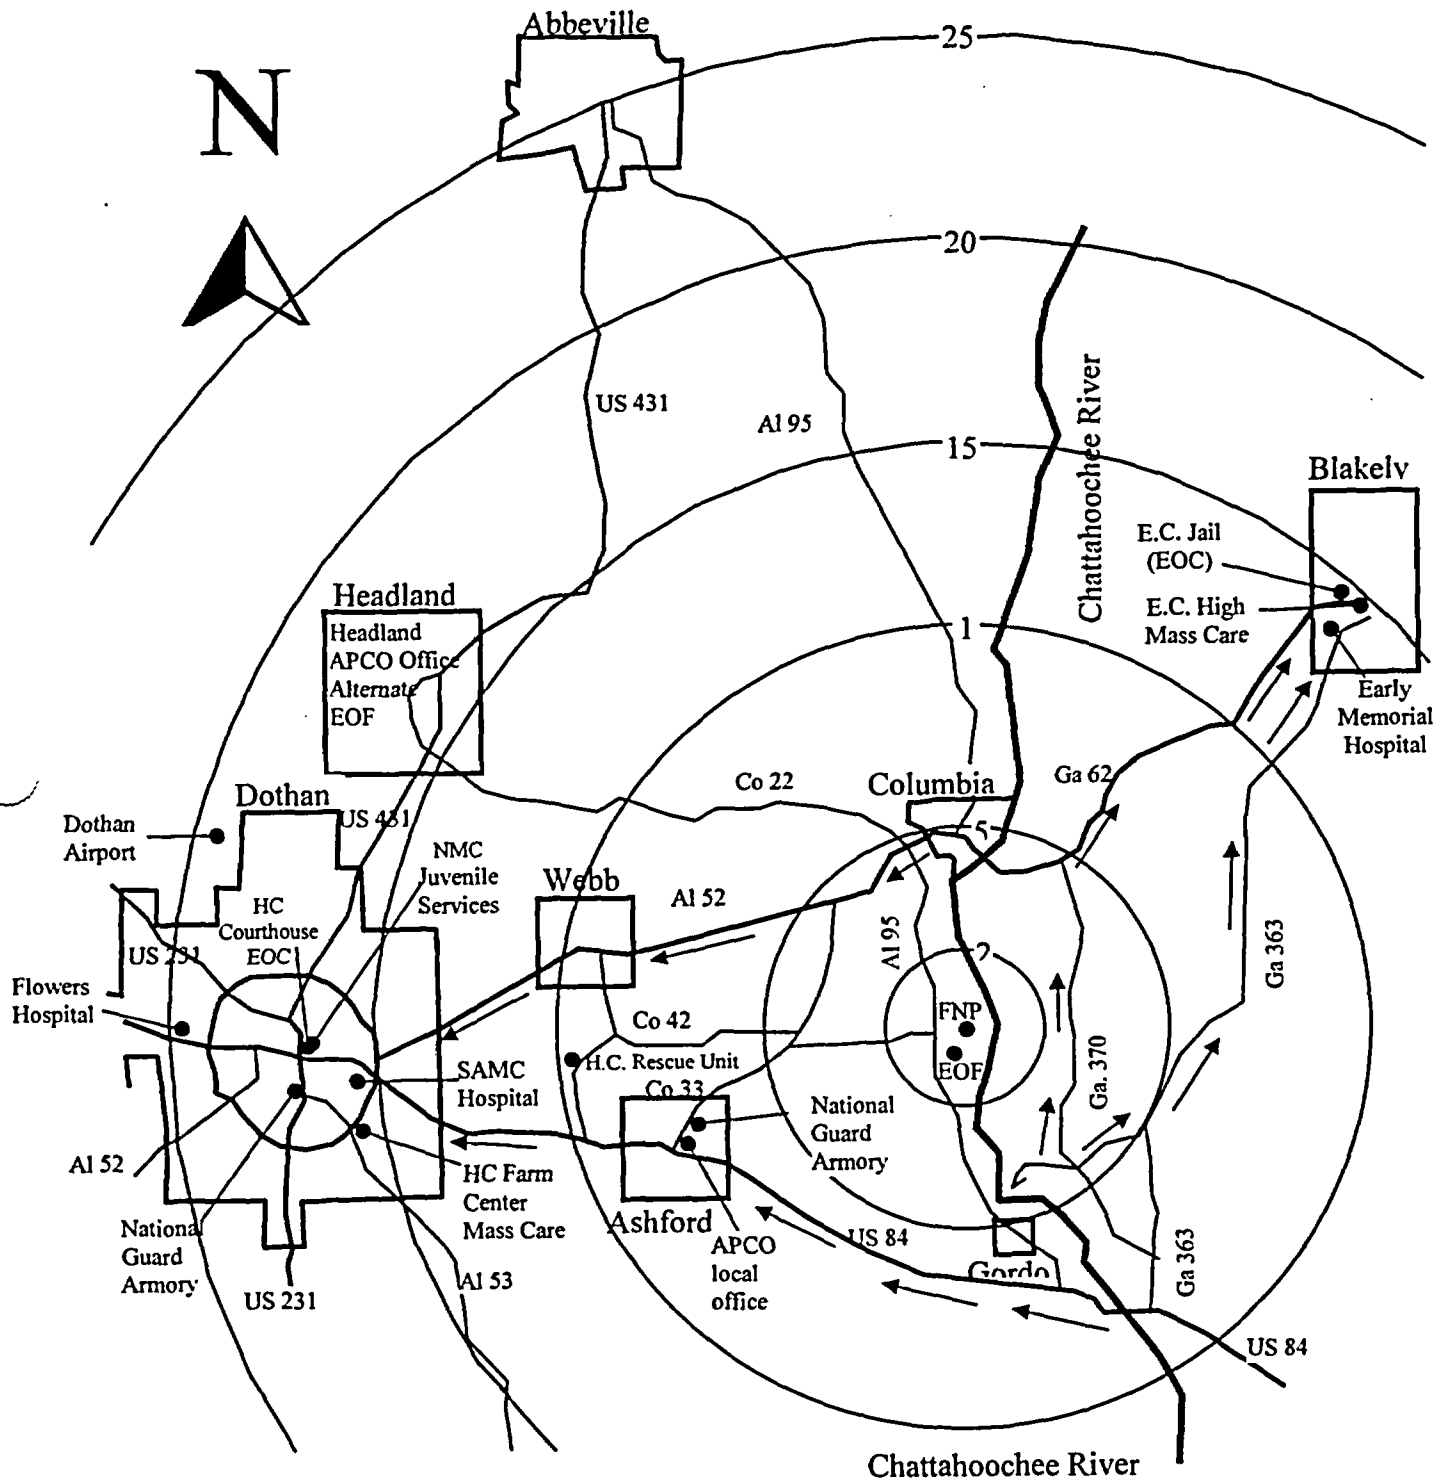 Abbeville
25
N
20
US 431
Al 95
Chattahoochee River
15
Blakely
E.C. Jail
(EOC)
E.C. High
Mass Care
Early
Memorial
Hospital
Headland
Headland
APCO Office
Alternate
EOF
1
Co 22
Columbia
Ga 62
5
Dothan
US 431
Dothan
Airport
NMC
Juvenile
Services
HC
Courthouse
EOC
US 231
Flowers
Hospital
Webb
Al 52
Al 95
2
FNP
EOF
Ga 363
Ga. 370
Co 42
H.C. Rescue Unit
Co 33
SAMC
Hospital
National
Guard
Armory
Al 52
HC Farm
Center
Mass Care
National
Guard
Armory
US 231
Al 53
Ashford
APCO
local
office
US 84
Gordo
Ga 363
US 84
Chattahoochee River